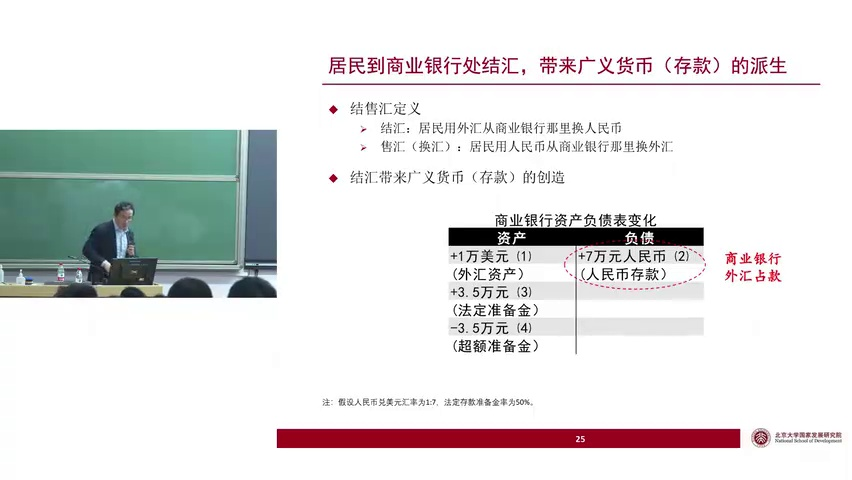 居民到商业银行处结汇，带来广义货币（存款）的派生
结售汇定义
结汇：居民用外汇从商业银行那里换人民币
售汇（换汇）：居民用人民币从商业银行那里换外汇
结汇带来广义货币（存款）的创造
商业银行资产负债表变化
资产 负债
+1万美元 (1) +7万元人民币 (2)
(外汇资产) (人民币存款)
商业银行
外汇占款
+3.5万元 (3)
(法定准备金)
-3.5万元 (4)
(超额准备金)
注：假设人民币兑美元汇率为1:7，法定存款准备金率为50%。
25
北京大学国家发展研究院
National School of Development